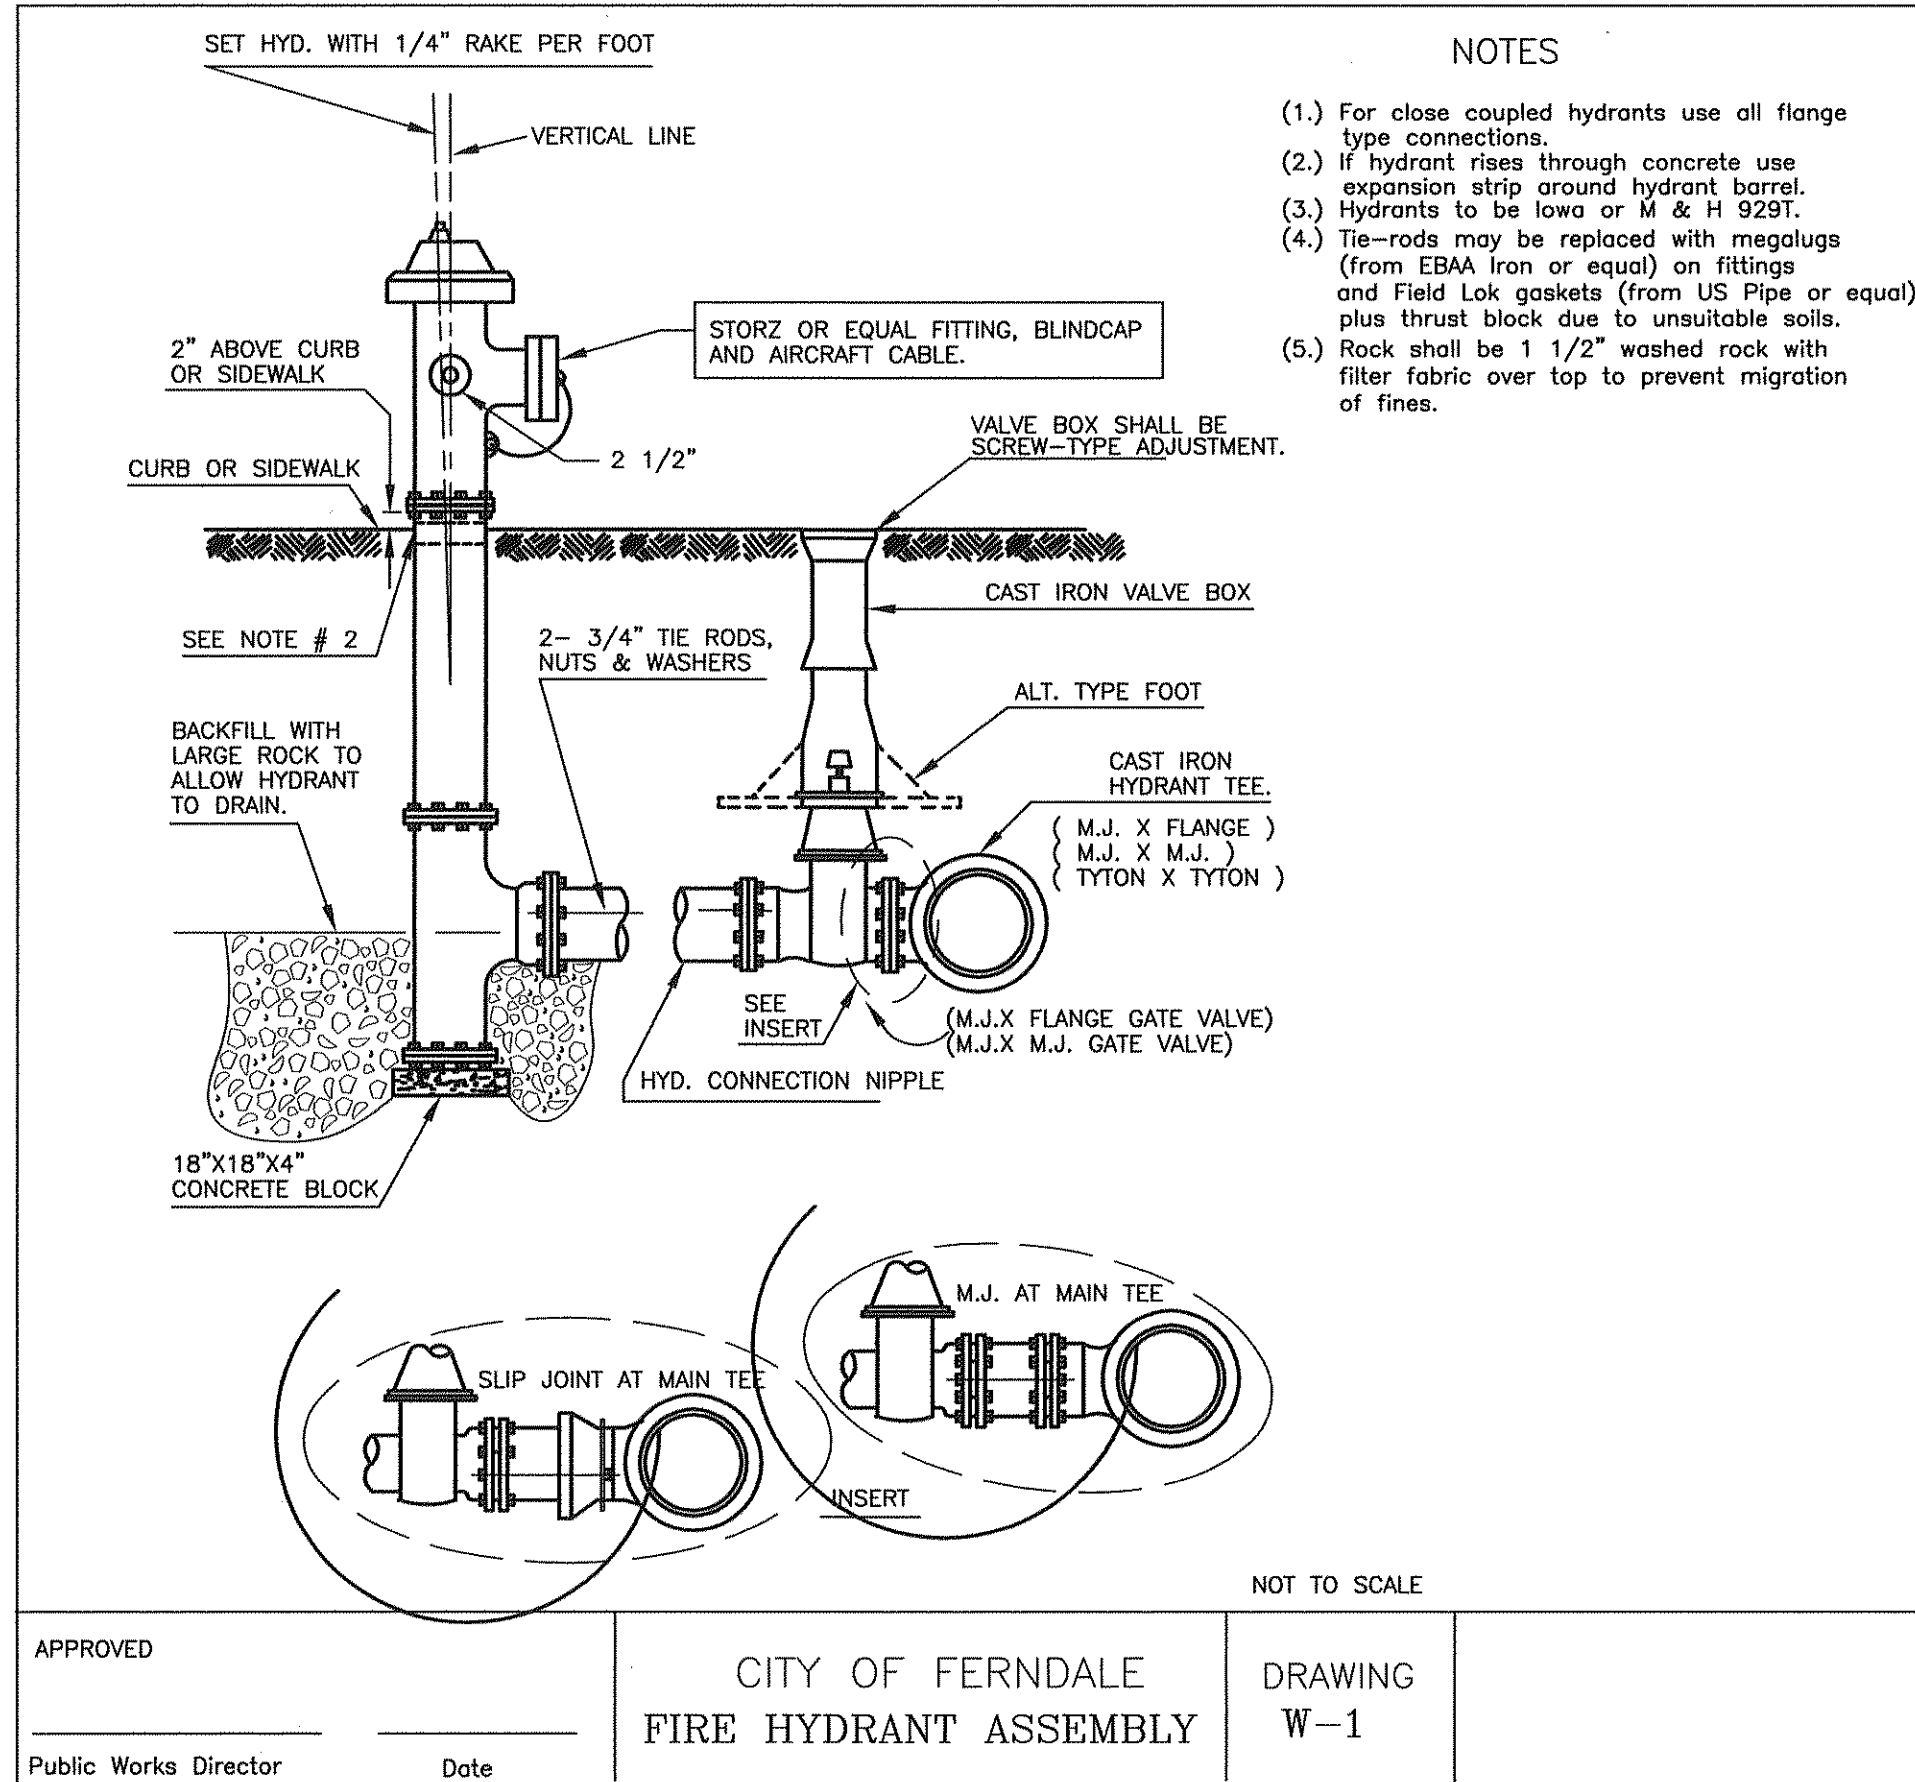 SET HYD. WITH 1/4" RAKE PER FOOT
VERTICAL LINE
STORZ OR EQUAL FITTING, BLINDCAP
AND AIRCRAFT CABLE.
2" ABOVE CURB
OR SIDEWALK
2 1/2"
CURB OR SIDEWALK
VALVE BOX SHALL BE
SCREW-TYPE ADJUSTMENT.
CAST IRON VALVE BOX
SEE NOTE # 2
2- 3/4" TIE RODS,
NUTS & WASHERS
ALT. TYPE FOOT
BACKFILL WITH
LARGE ROCK TO
ALLOW HYDRANT
TO DRAIN.
CAST IRON
HYDRANT TEE.
( M.J. X FLANGE )
( M.J. X M.J. )
( TYTON X TYTON )
SEE
INSERT
(M.J.X FLANGE GATE VALVE)
(M.J.X M.J. GATE VALVE)
HYD. CONNECTION NIPPLE
18"X18"X4"
CONCRETE BLOCK
M.J. AT MAIN TEE
SLIP JOINT AT MAIN TEE
INSERT
NOTES
(1.) For close coupled hydrants use all flange
type connections.
(2.) If hydrant rises through concrete use
expansion strip around hydrant barrel.
(3.) Hydrants to be Iowa or M & H 929T.
(4.) Tie-rods may be replaced with megalugs
(from EBAA Iron or equal) on fittings
and Field Lok gaskets (from US Pipe or equal)
plus thrust block due to unsuitable soils.
(5.) Rock shall be 1 1/2" washed rock with
filter fabric over top to prevent migration
of fines.
NOT TO SCALE
APPROVED
Public Works Director
Date
CITY OF FERNDALE
FIRE HYDRANT ASSEMBLY
DRAWING
W-1